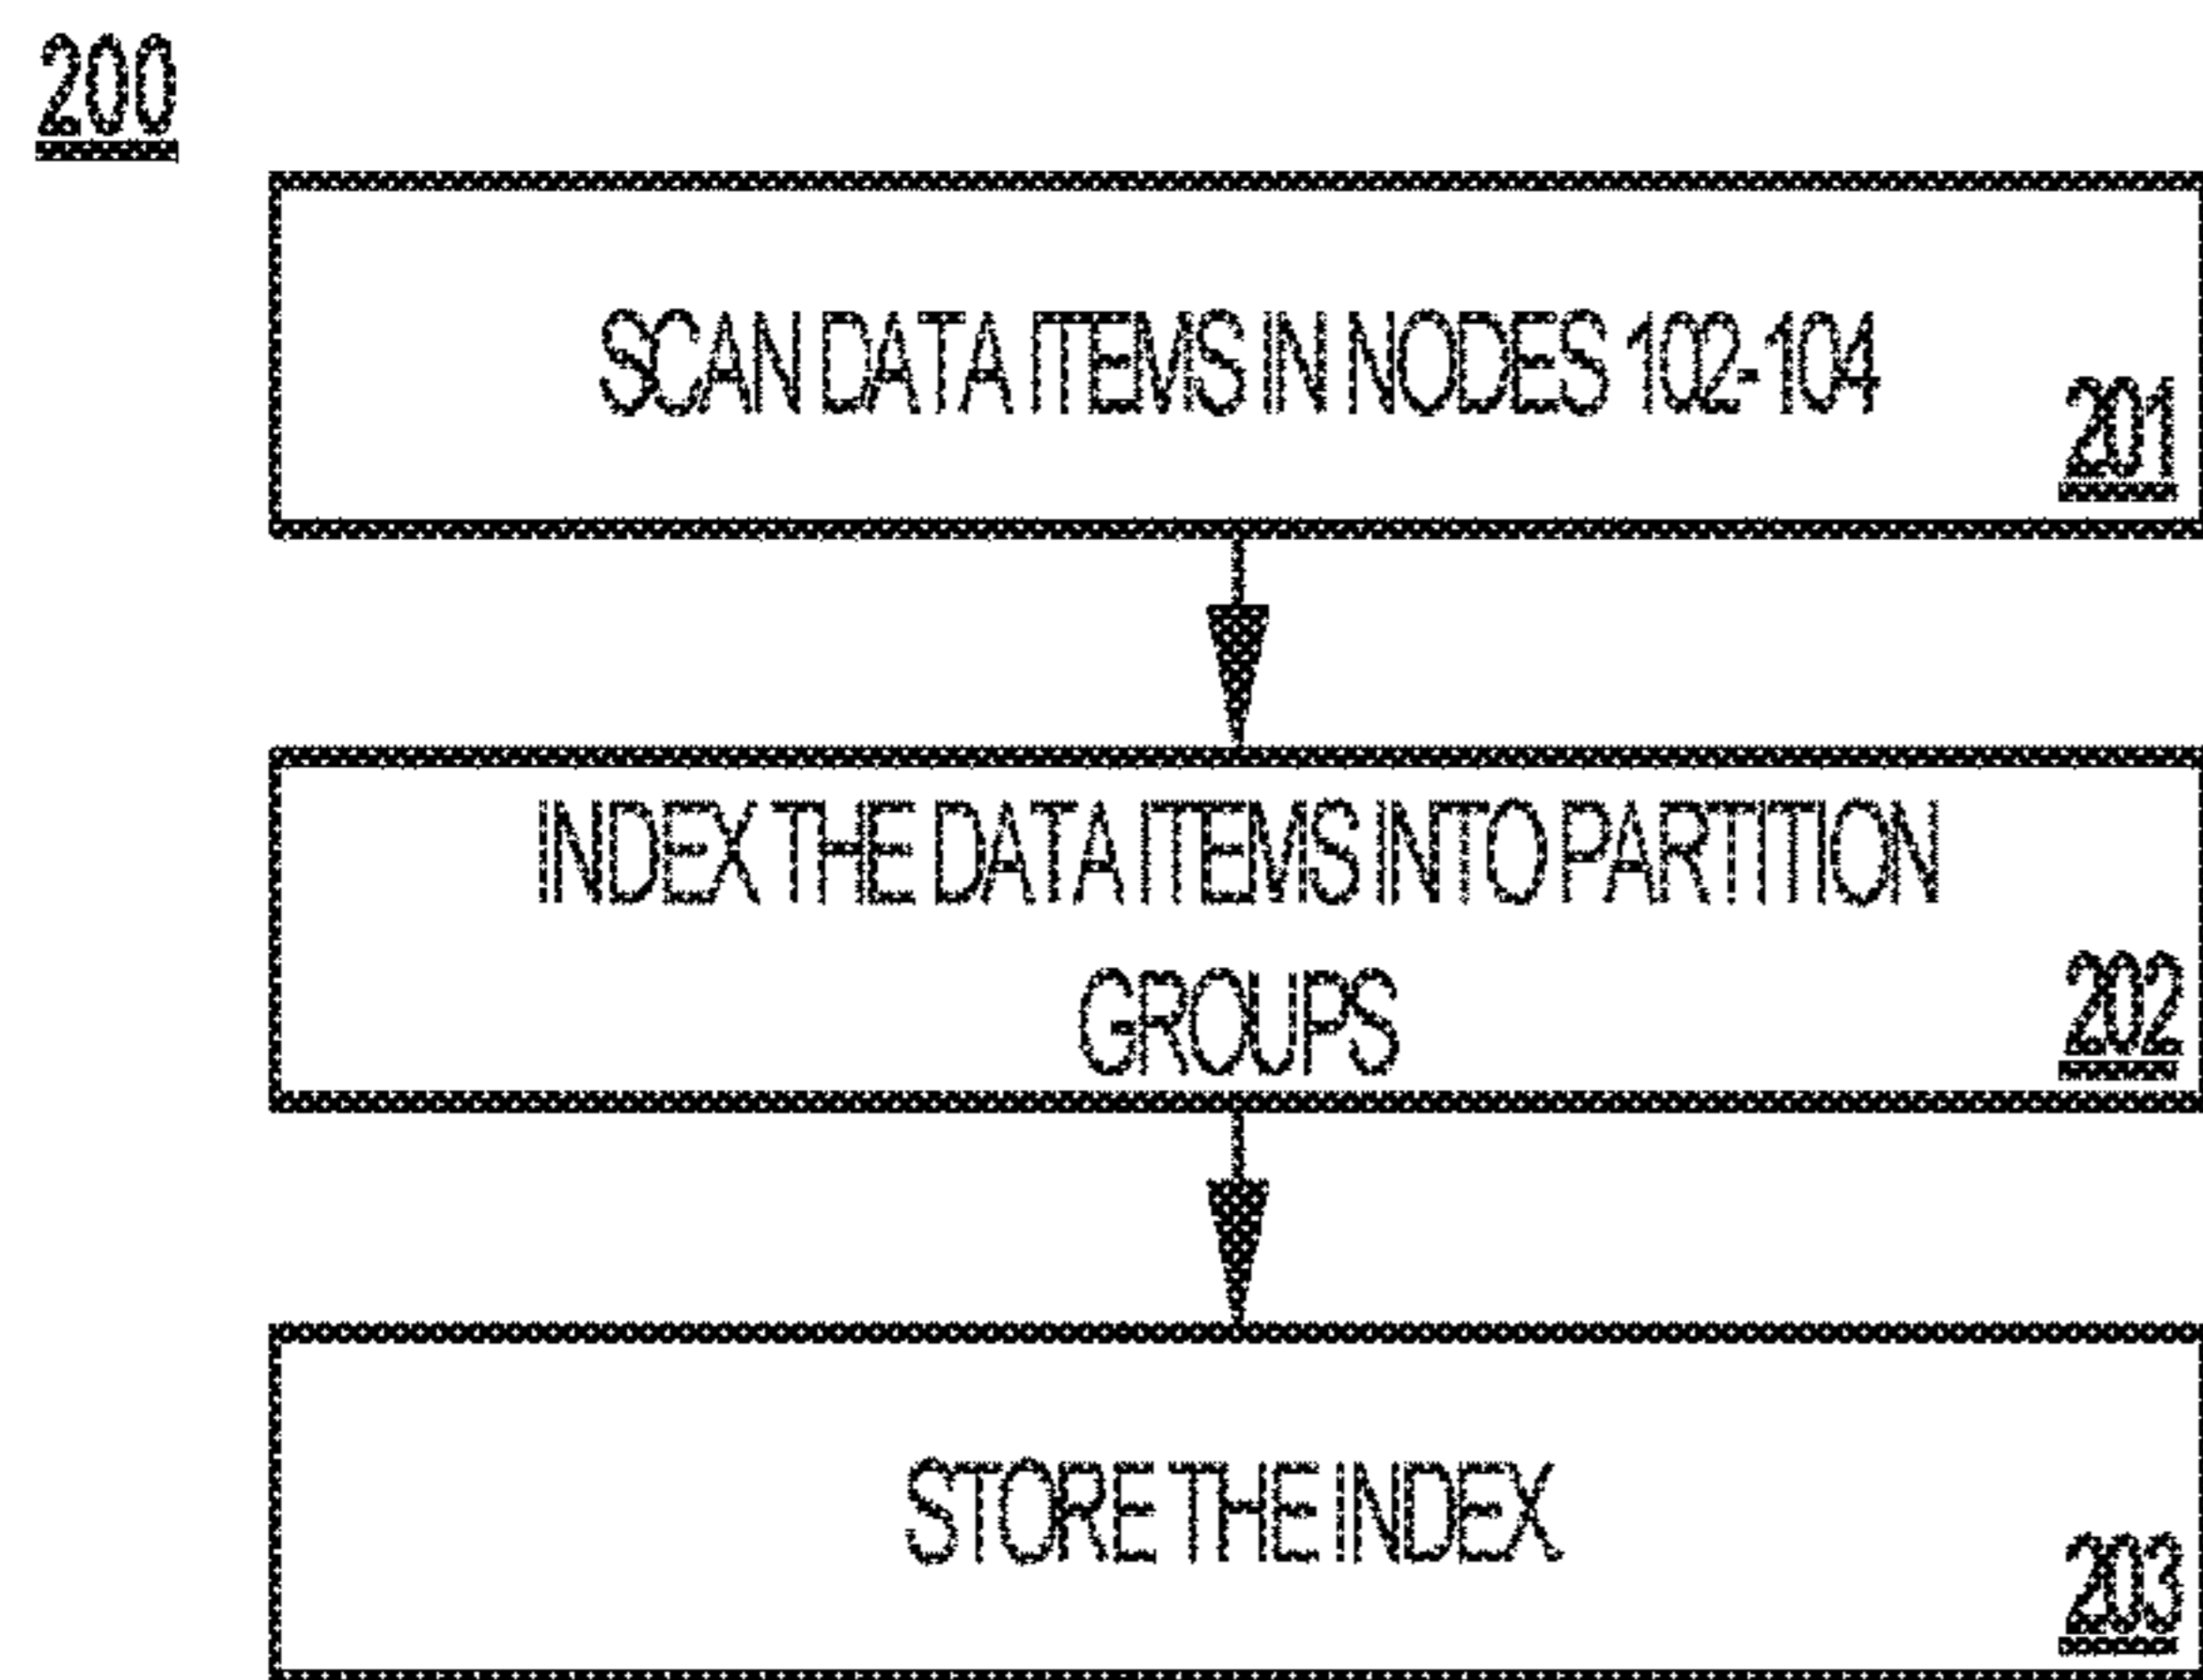 200
SCAN DATA ITEMS IN NODES 102-104
201
INDEX THE DATA ITEMS INTO PARTITION
GROUPS
202
STORE THE INDEX
203